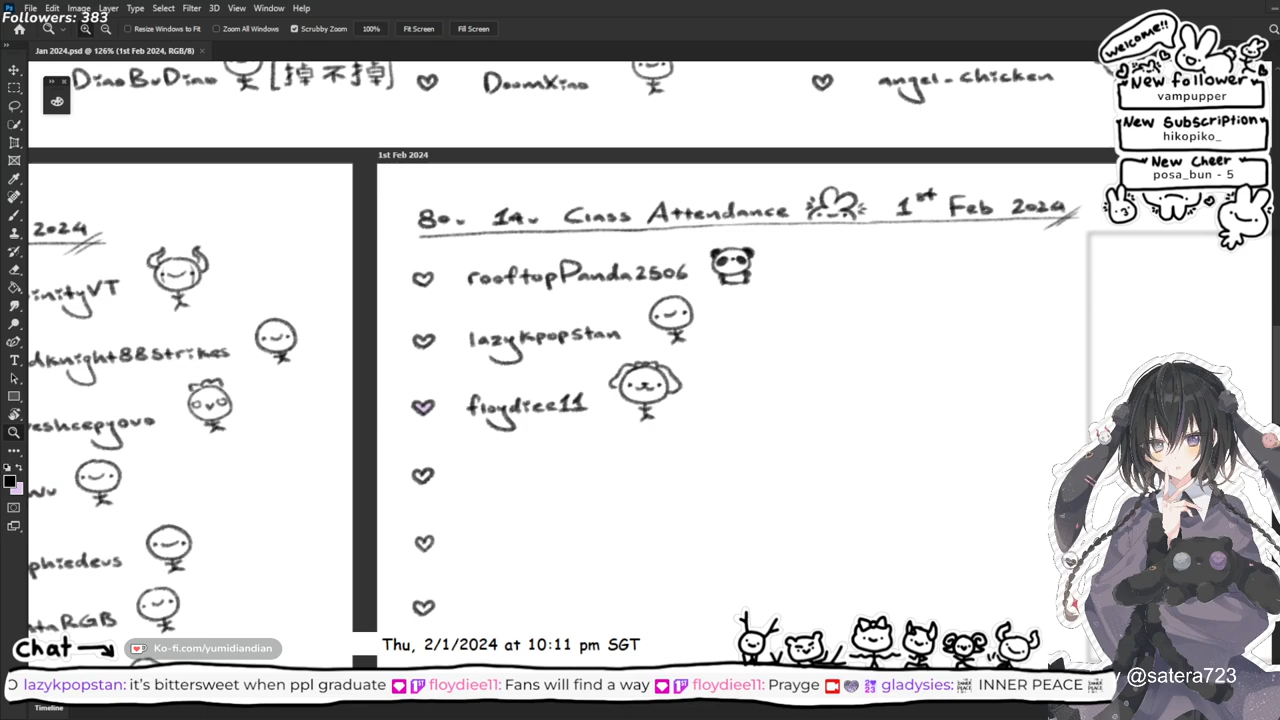 File Edit Image Layer Type Select Filter 3D View Window Help
Followers: 383
Resize Windows to Fit Zoom All Windows Scrubby Zoom 100% Fit Screen Fill Screen
Jan 2024.psd @ 126% (1st Feb 2024, RGB/8)
DinoBuDino [掉不掉] DoomXino angel-chicken
welcome!!
New follower
vampupper
New Subscription
hikopiko_
New Cheer
posa_bun - 5
1st Feb 2024
80. 14. Class Attendance 1st Feb 2024
2024
rooftopPanda2506
inityVT
lazykpopstan
dknight88strikes
floydiee11
phiedeus
taRGB
Thu, 2/1/2024 at 10:11 pm SGT
chat Ko-fi.com/yumidiandian
lazykpopstan: it's bittersweet when ppl graduate floydiee11: Fans will find a way floydiee11: Prayge gladysies: INNER PEACE
@satera723
Timeline